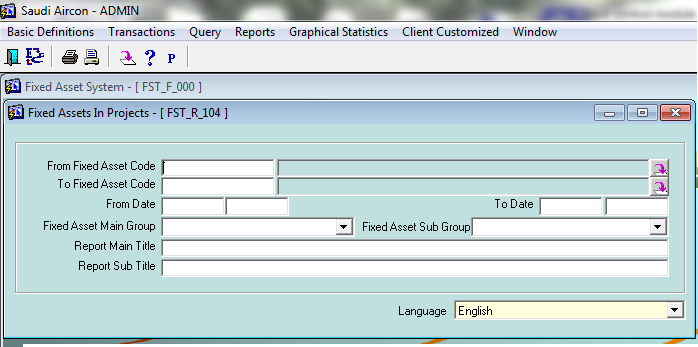 Saudi Aircon - ADMIN
Basic Definitions Transactions Query Reports Graphical Statistics Client Customized Window
? P
Fixed Asset System - [ FST_F_000 ]
Fixed Assets In Projects - [ FST_R_104 ]
From Fixed Asset Code
To Fixed Asset Code
From Date To Date
Fixed Asset Main Group Fixed Asset Sub Group
Report Main Title
Report Sub Title
Language English